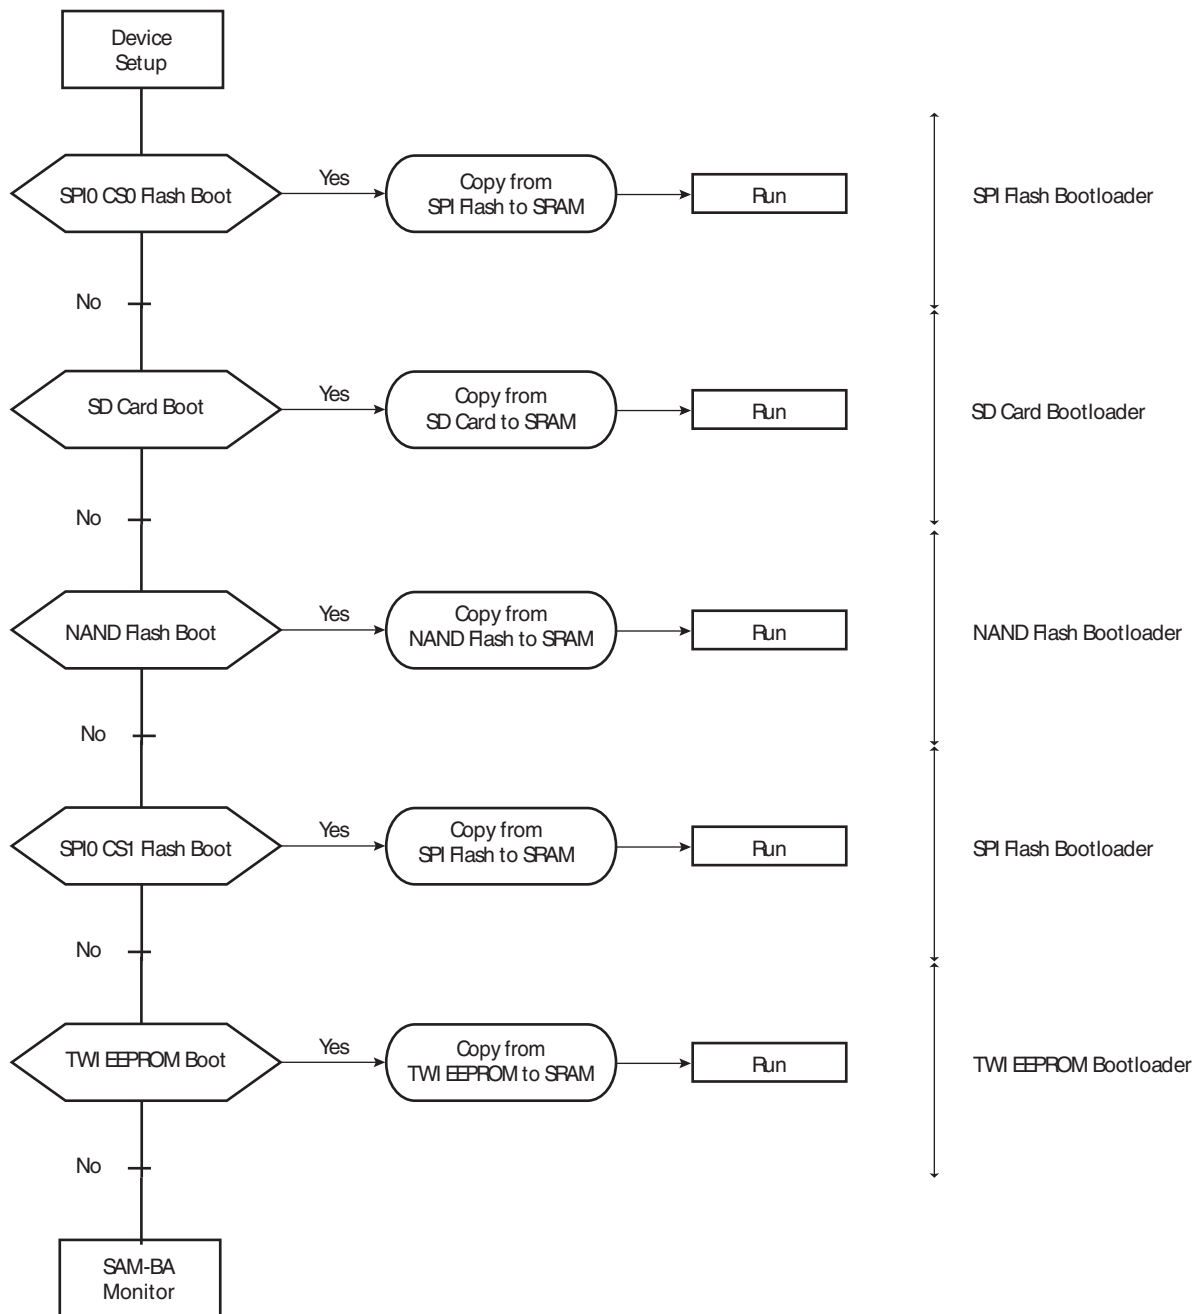 Device
Setup
SPI0 CS0 Flash Boot
Yes
Copy from
SPI Flash to SRAM
Run
SPI Flash Bootloader
No
SD Card Boot
Yes
Copy from
SD Card to SRAM
Run
SD Card Bootloader
No
NAND Flash Boot
Yes
Copy from
NAND Flash to SRAM
Run
NAND Flash Bootloader
No
SPI0 CS1 Flash Boot
Yes
Copy from
SPI Flash to SRAM
Run
SPI Flash Bootloader
No
TWI EEPROM Boot
Yes
Copy from
TWI EEPROM to SRAM
Run
TWI EEPROM Bootloader
No
SAM-BA
Monitor